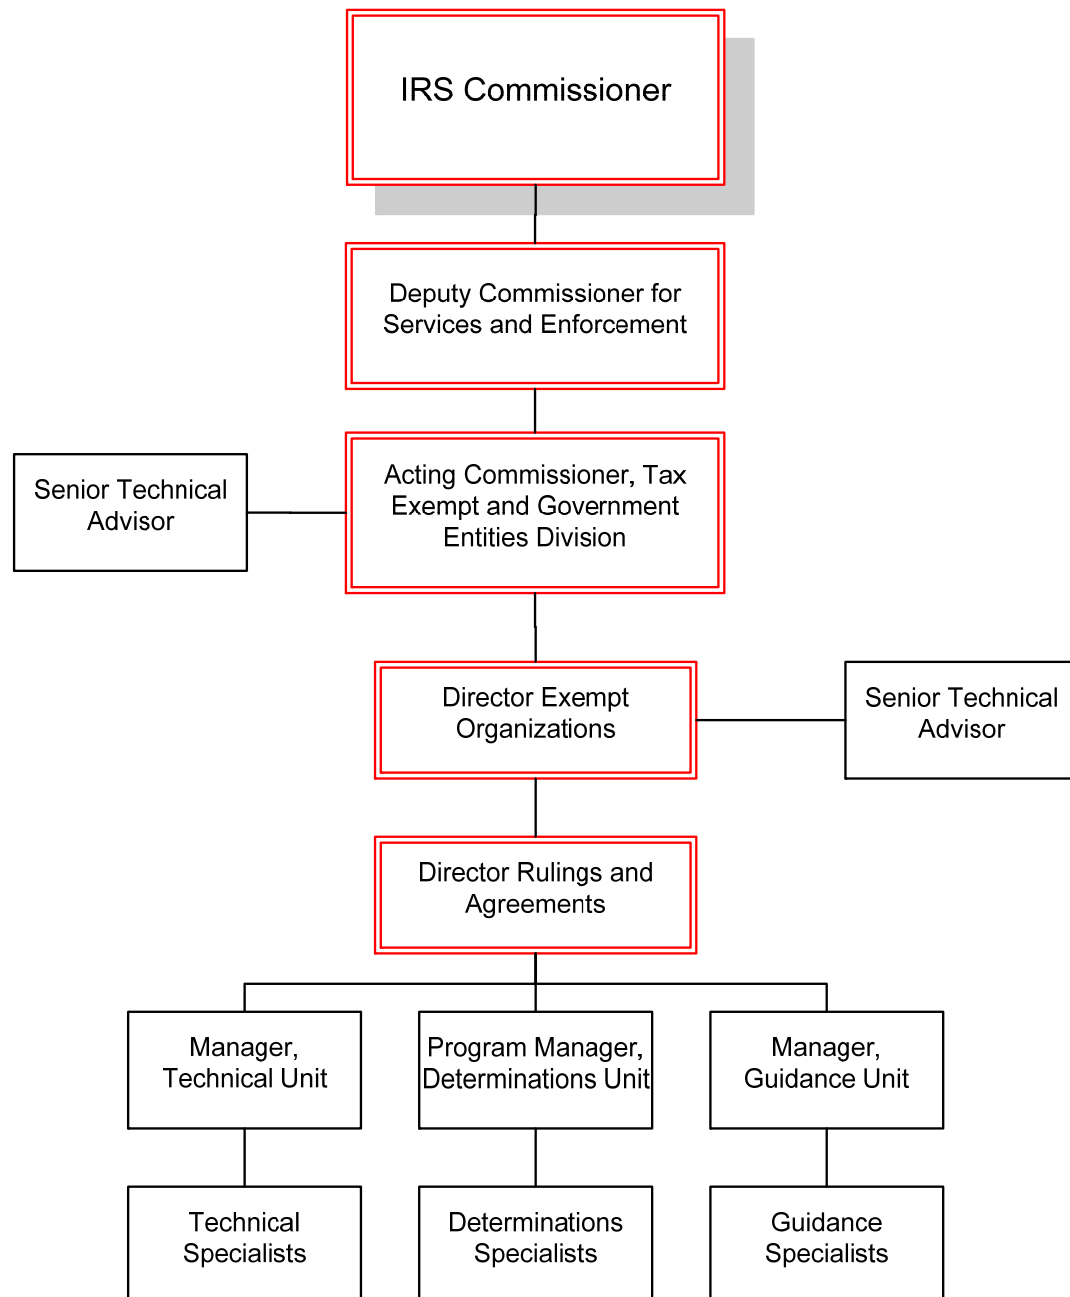 IRS Commissioner
Deputy Commissioner for
Services and Enforcement
Senior Technical
Advisor
Acting Commissioner, Tax
Exempt and Government
Entities Division
Director Exempt
Organizations
Senior Technical
Advisor
Director Rulings and
Agreements
Manager,
Technical Unit
Program Manager,
Determinations Unit
Manager,
Guidance Unit
Technical
Specialists
Determinations
Specialists
Guidance
Specialists